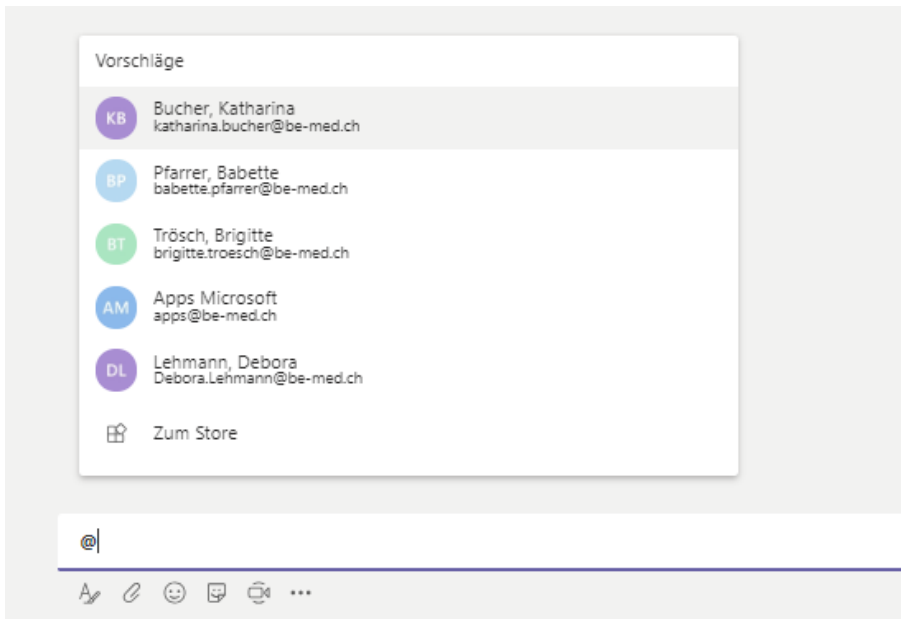 Vorschläge
KB
Bucher, Katharina
katharina.bucher@be-med.ch
BP
Pfarrer, Babette
babette.pfarrer@be-med.ch
BT
Trösch, Brigitte
brigitte.troesch@be-med.ch
AM
Apps Microsoft
apps@be-med.ch
DL
Lehmann, Debora
Debora.Lehmann@be-med.ch
Zum Store
@